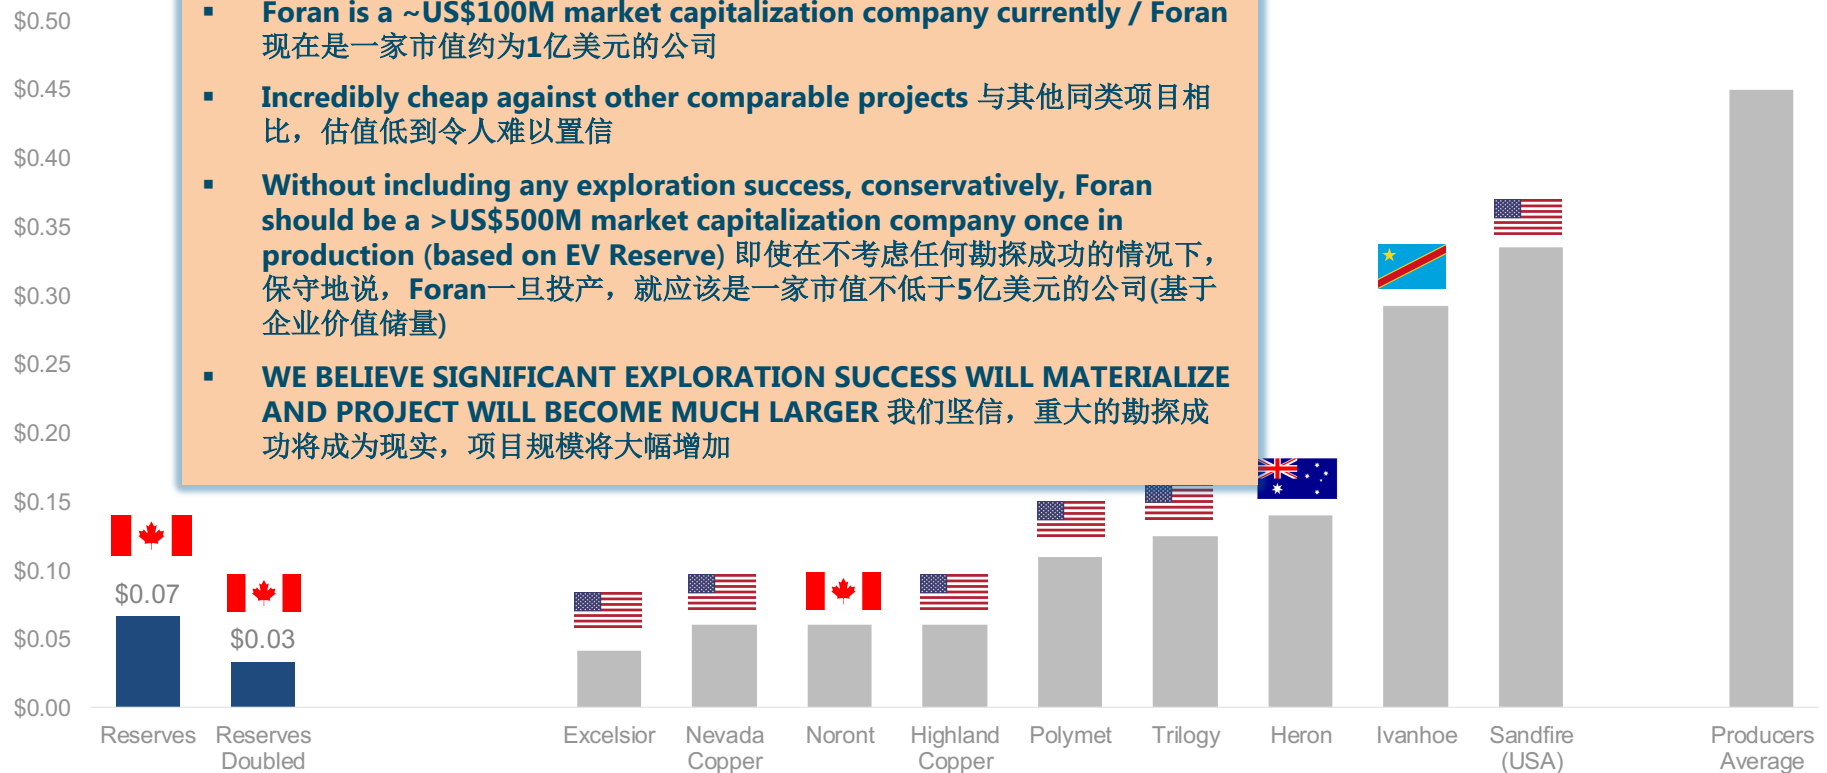 $0.50
$0.45
$0.40
$0.35
$0.30
$0.25
$0.20
$0.15
$0.10
$0.05
$0.00
▪ Foran is a ~US$100M market capitalization company currently / Foran
现在是一家市值约为1亿美元的公司
▪ Incredibly cheap against other comparable projects 与其他同类项目相
比，估值低到令人难以置信
▪ Without including any exploration success, conservatively, Foran
should be a >US$500M market capitalization company once in
production (based on EV Reserve) 即使在不考虑任何勘探成功的情况下，
保守地说，Foran一旦投产，就应该是一家市值不低于5亿美元的公司(基于
企业价值储量)
▪ WE BELIEVE SIGNIFICANT EXPLORATION SUCCESS WILL MATERIALIZE
AND PROJECT WILL BECOME MUCH LARGER 我们坚信，重大的勘探成
功将成为现实，项目规模将大幅增加
$0.07
$0.03
Reserves
Reserves
Doubled
Excelsior
Nevada
Copper
Noront
Highland
Copper
Polymet
Trilogy
Heron
Ivanhoe
Sandfire
(USA)
Producers
Average